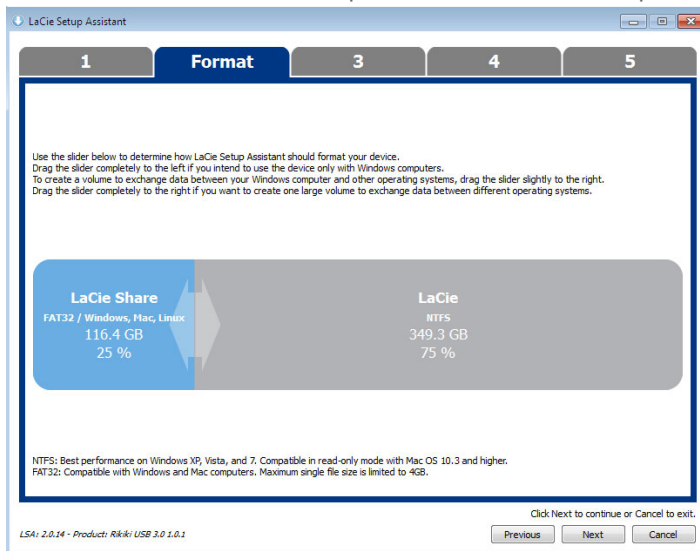 LaCie Setup Assistant
1 Format 3 4 5
Use the slider below to determine how LaCie Setup Assistant should format your device.
Drag the slider completely to the left if you intend to use the device only with Windows computers.
To create a volume to exchange data between your Windows computer and other operating systems, drag the slider slightly to the right.
Drag the slider completely to the right if you want to create one large volume to exchange data between different operating systems.
LaCie Share
FAT32 / Windows, Mac, Linux
116.4 GB
25 %
LaCie
NTFS
349.3 GB
75 %
NTFS: Best performance on Windows XP, Vista, and 7. Compatible in read-only mode with Mac OS 10.3 and higher.
FAT32: Compatible with Windows and Mac computers. Maximum single file size is limited to 4GB.
Click Next to continue or Cancel to exit.
LSA: 2.0.14 - Product: Rikiki USB 3.0 1.0.1
Previous Next Cancel